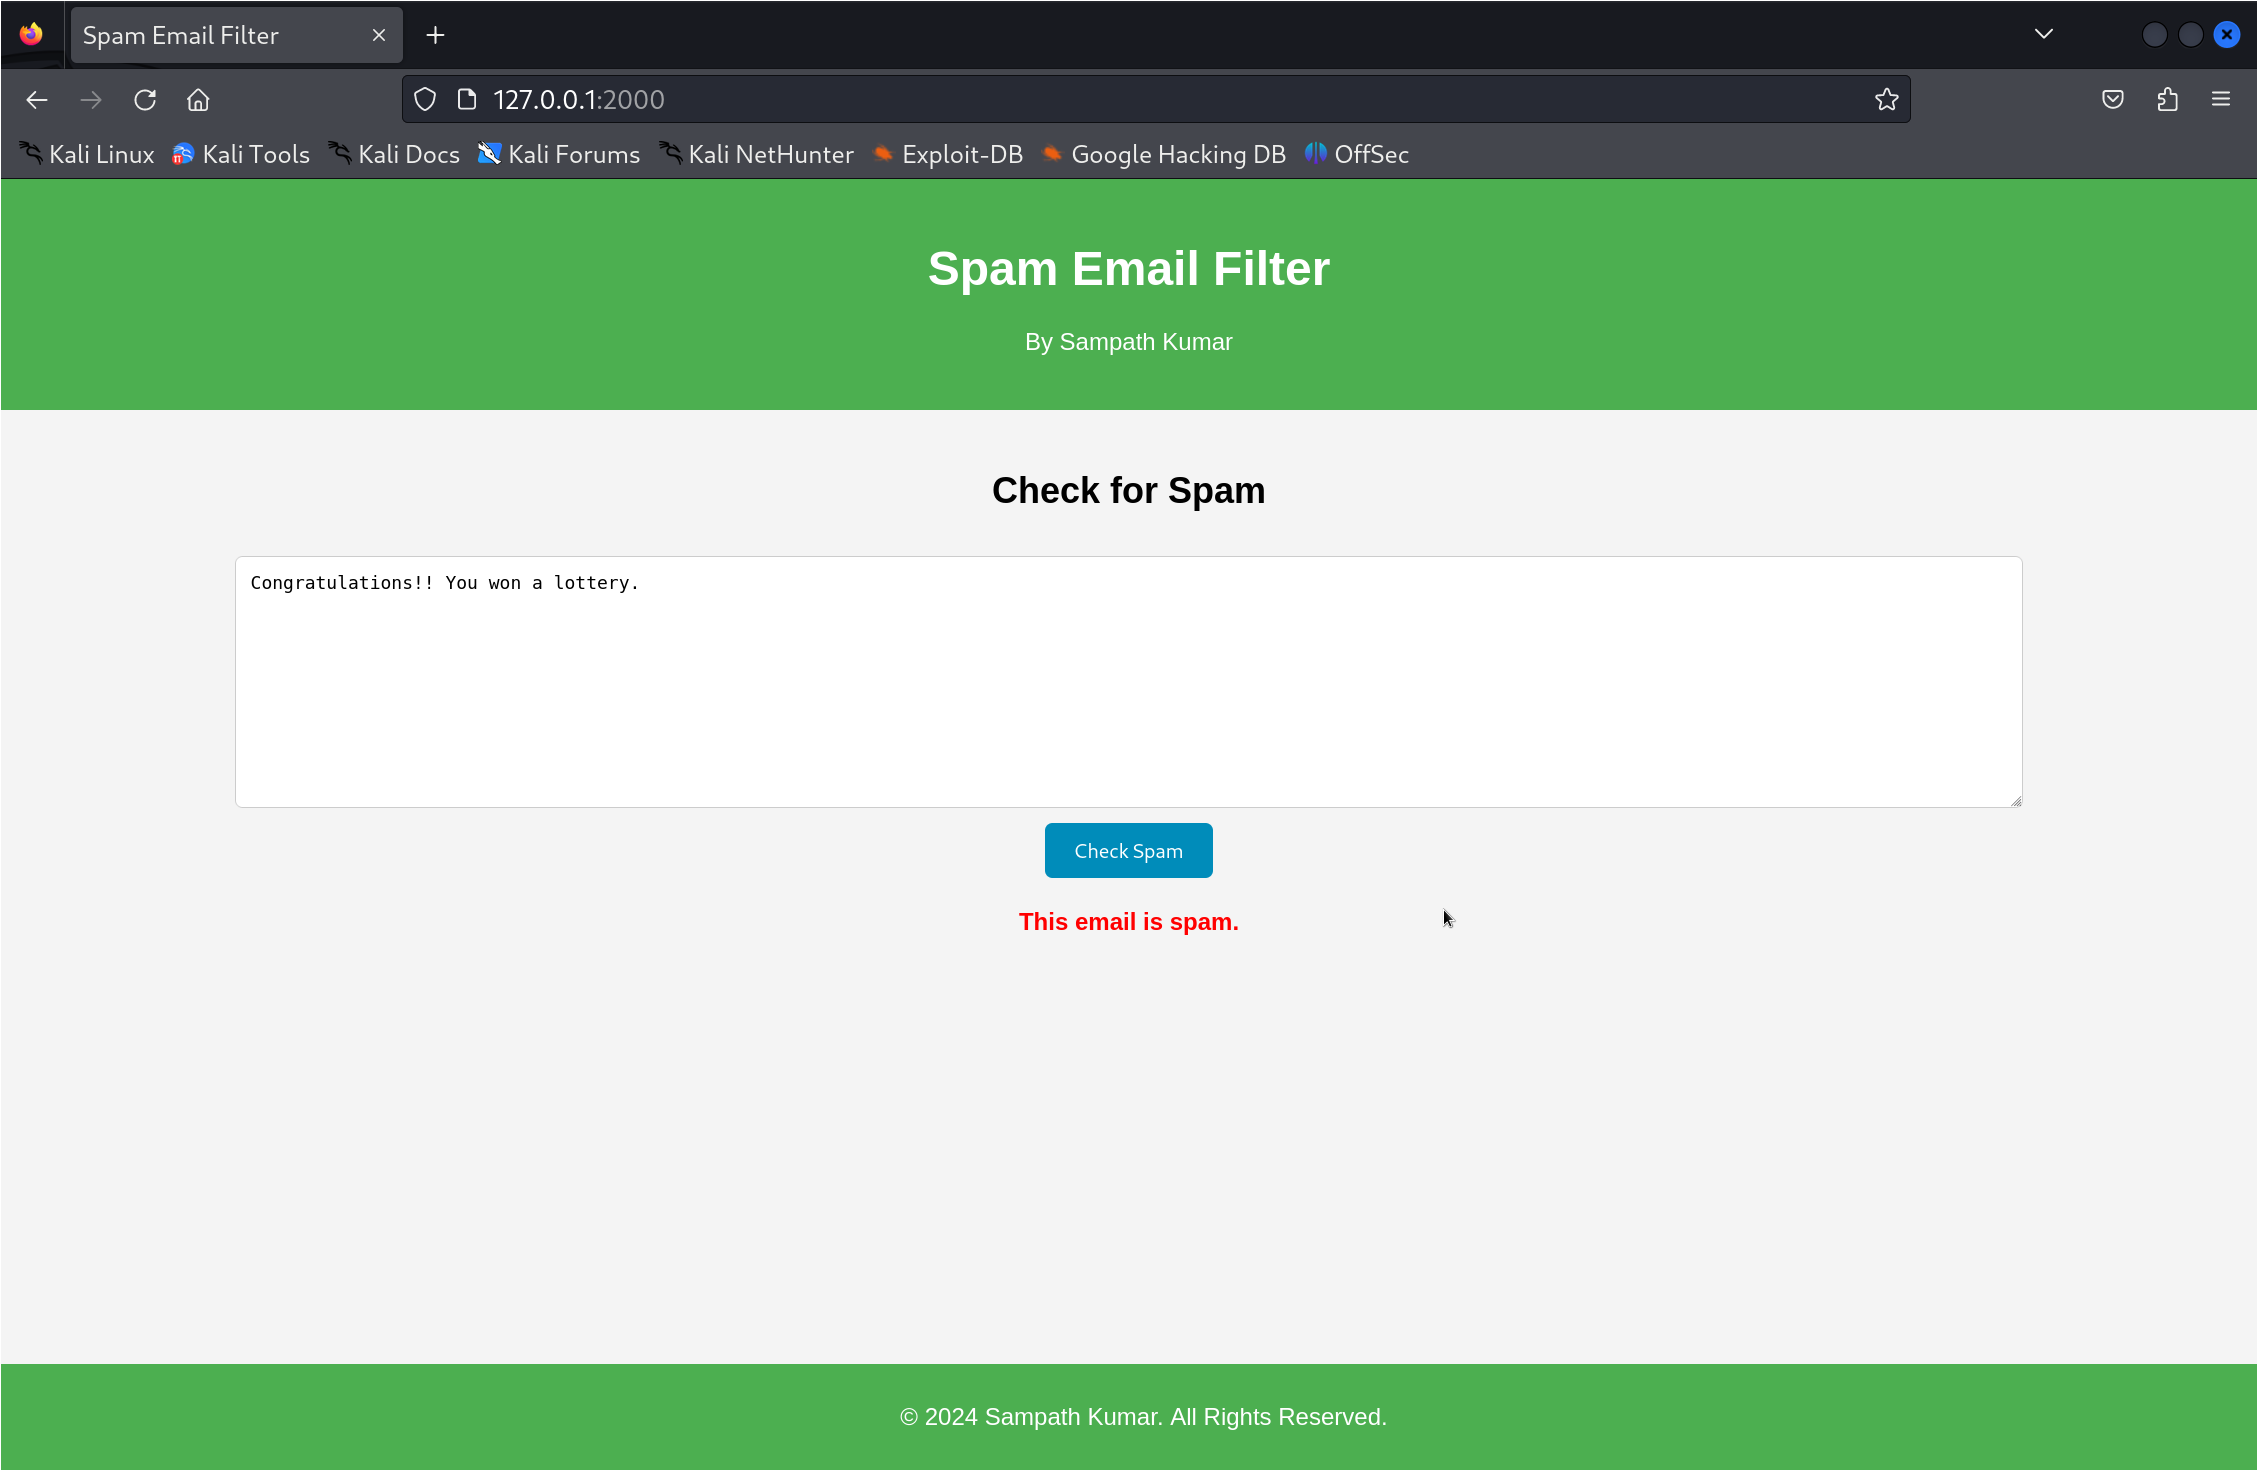 Spam Email Filter
127.0.0.1:2000
Kali Linux Kali Tools Kali Docs Kali Forums Kali NetHunter Exploit-DB Google Hacking DB OffSec
Spam Email Filter
By Sampath Kumar
Check for Spam
Congratulations!! You won a lottery.
Check Spam
This email is spam.
© 2024 Sampath Kumar. All Rights Reserved.